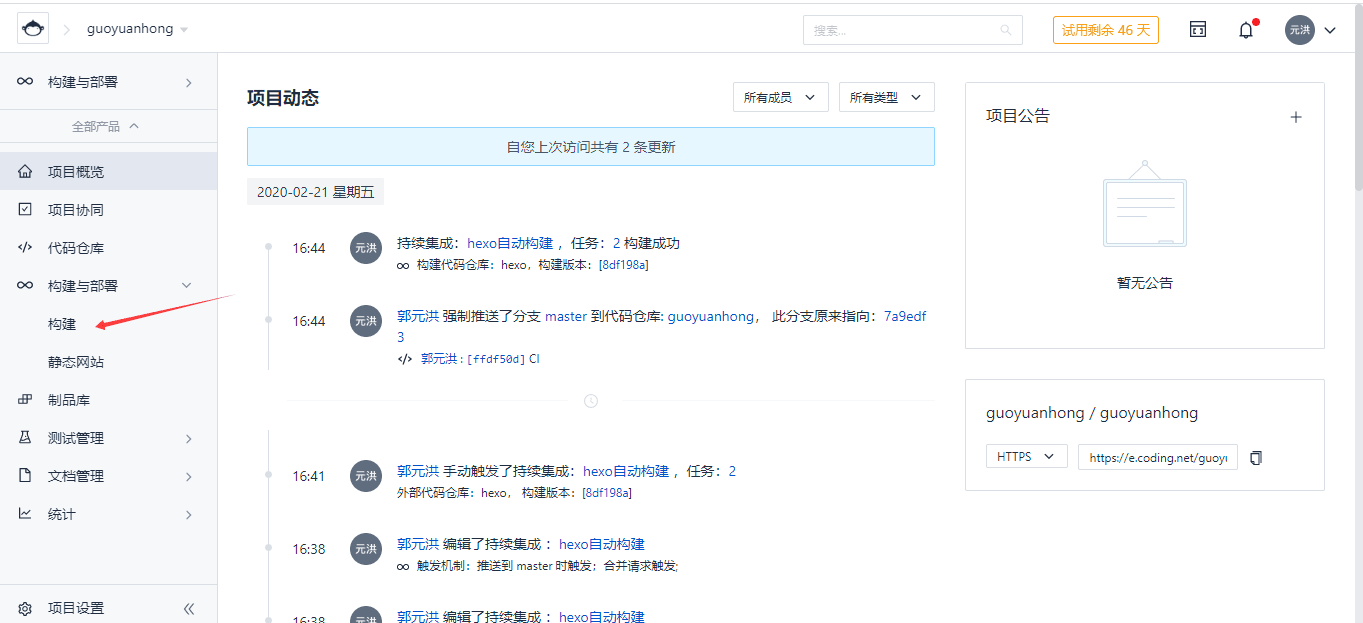 guoyuanhong
搜索...
试用剩余 46 天
元洪
构建与部署
全部产品
项目概览
项目协同
代码仓库
构建与部署
构建
静态网站
制品库
测试管理
文档管理
统计
项目设置
项目动态
所有成员
所有类型
自您上次访问共有 2 条更新
2020-02-21 星期五
16:44
元洪
持续集成：hexo自动构建 ，任务：2 构建成功
构建代码仓库：hexo，构建版本：[8df198a]
16:44
元洪
郭元洪 强制推送了分支 master 到代码仓库: guoyuanhong， 此分支原来指向：7a9edf
3
郭元洪 : [ffdf50d] CI
16:41
元洪
郭元洪 手动触发了持续集成：hexo自动构建 ，任务：2
外部代码仓库：hexo， 构建版本：[8df198a]
16:38
元洪
郭元洪 编辑了持续集成 ：hexo自动构建
触发机制：推送到 master 时触发；合并请求触发;
16:38
元洪
郭元洪 编辑了持续集成 ：hexo自动构建
项目公告
暂无公告
guoyuanhong / guoyuanhong
HTTPS
https://e.coding.net/guoyu